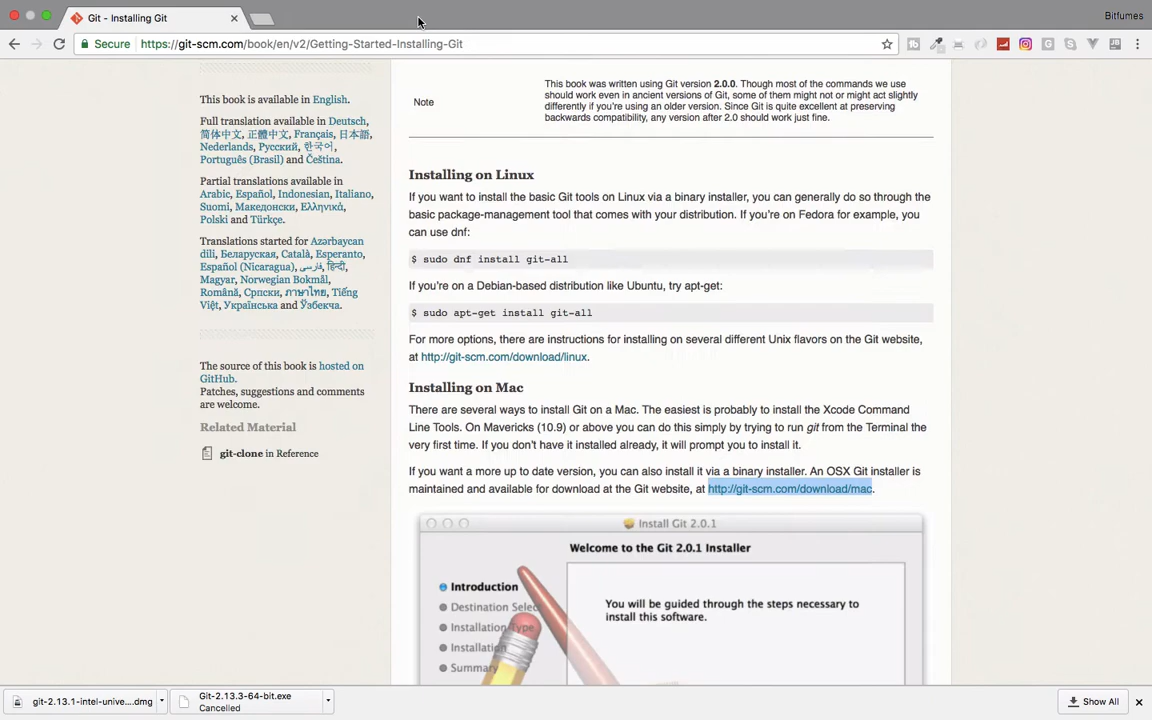 Git - Installing Git
Bitfumes
Secure
https://git-scm.com/book/en/v2/Getting-Started-Installing-Git
This book is available in English.
Full translation available in Deutsch,
简体中文, 正體中文, Français, 日本語,
Nederlands, Русский, 한국어,
Português (Brasil) and Čeština.
Partial translations available in
Arabic, Español, Indonesian, Italiano,
Suomi, Македонски, Ελληνικά,
Polski and Türkçe.
Translations started for Azərbaycan
dili, Беларуская, Català, Esperanto,
Español (Nicaragua), فارسی, हिन्दी,
Magyar, Norwegian Bokmål,
Română, Српски, ภาษาไทย, Tiếng
Việt, Українська and Ўзбекча.
The source of this book is hosted on
GitHub.
Patches, suggestions and comments
are welcome.
Related Material
git-clone in Reference
Note
This book was written using Git version 2.0.0. Though most of the commands we use
should work even in ancient versions of Git, some of them might not or might act slightly
differently if you're using an older version. Since Git is quite excellent at preserving
backwards compatibility, any version after 2.0 should work just fine.
Installing on Linux
If you want to install the basic Git tools on Linux via a binary installer, you can generally do so through the
basic package-management tool that comes with your distribution. If you're on Fedora for example, you
can use dnf:
$ sudo dnf install git-all
If you're on a Debian-based distribution like Ubuntu, try apt-get:
$ sudo apt-get install git-all
For more options, there are instructions for installing on several different Unix flavors on the Git website,
at http://git-scm.com/download/linux.
Installing on Mac
There are several ways to install Git on a Mac. The easiest is probably to install the Xcode Command
Line Tools. On Mavericks (10.9) or above you can do this simply by trying to run git from the Terminal the
very first time. If you don't have it installed already, it will prompt you to install it.
If you want a more up to date version, you can also install it via a binary installer. An OSX Git installer is
maintained and available for download at the Git website, at http://git-scm.com/download/mac.
Install Git 2.0.1
Welcome to the Git 2.0.1 Installer
Introduction
Destination Selec
Installation Type
Installation
Summary
You will be guided through the steps necessary to
install this software.
git-2.13.1-intel-unive....dmg
Git-2.13.3-64-bit.exe
Cancelled
Show All